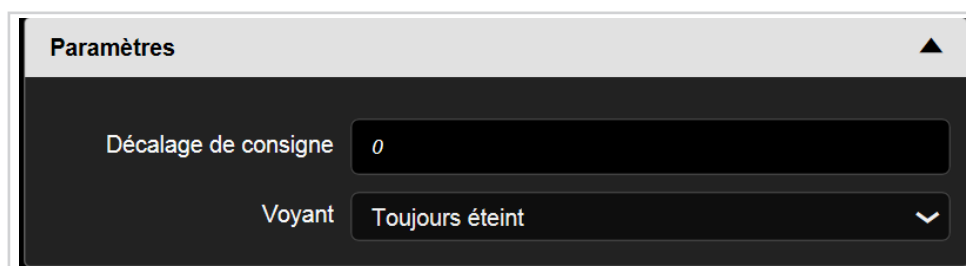 Paramètres
Décalage de consigne 0
Voyant Toujours éteint